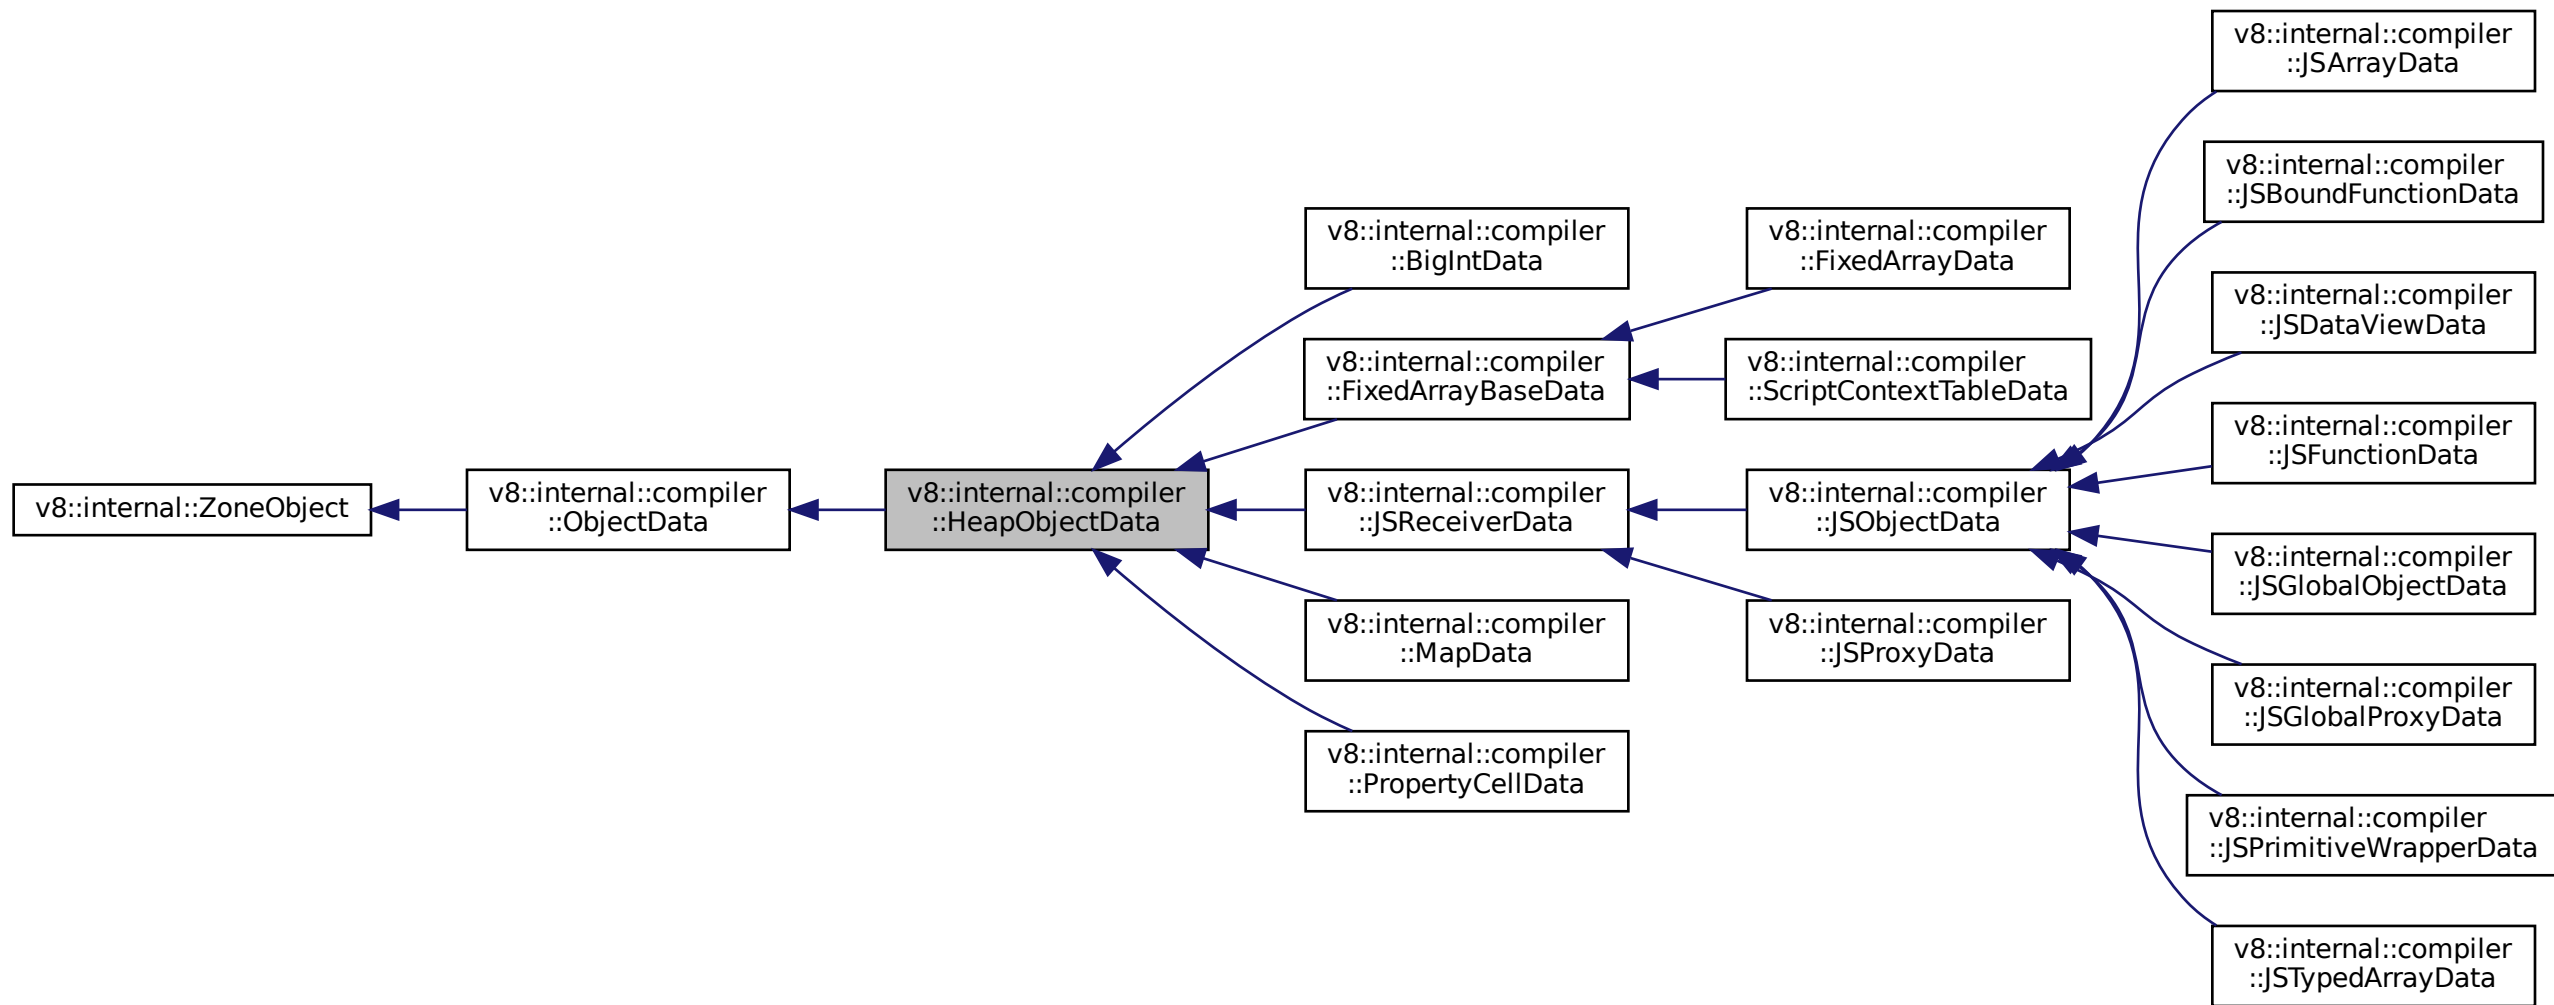 v8::internal::ZoneObject
v8::internal::compiler
::ObjectData
v8::internal::compiler
::HeapObjectData
v8::internal::compiler
::BigIntData
v8::internal::compiler
::FixedArrayBaseData
v8::internal::compiler
::JSReceiverData
v8::internal::compiler
::MapData
v8::internal::compiler
::PropertyCellData
v8::internal::compiler
::FixedArrayData
v8::internal::compiler
::ScriptContextTableData
v8::internal::compiler
::JSObjectData
v8::internal::compiler
::JSProxyData
v8::internal::compiler
::JSArrayData
v8::internal::compiler
::JSBoundFunctionData
v8::internal::compiler
::JSDataViewData
v8::internal::compiler
::JSFunctionData
v8::internal::compiler
::JSGlobalObjectData
v8::internal::compiler
::JSGlobalProxyData
v8::internal::compiler
::JSPrimitiveWrapperData
v8::internal::compiler
::JSTypedArrayData